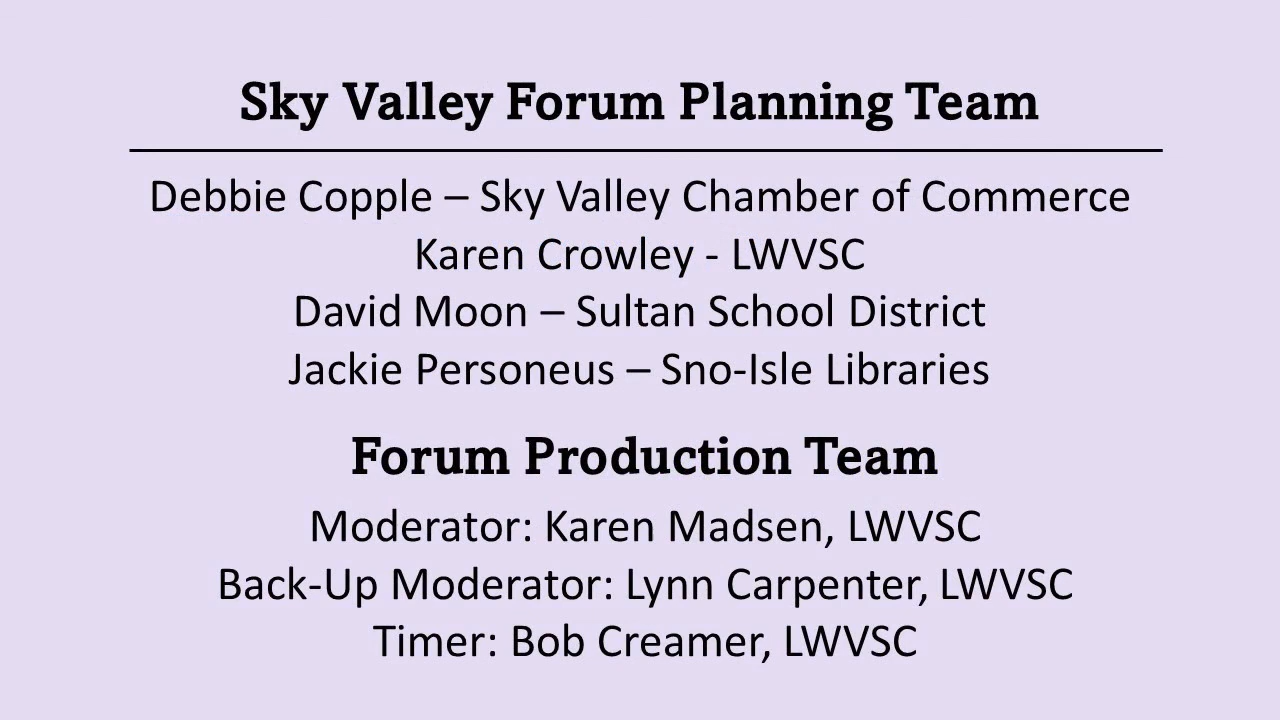 Sky Valley Forum Planning Team
Debbie Copple – Sky Valley Chamber of Commerce
Karen Crowley - LWVSC
David Moon – Sultan School District
Jackie Personeus – Sno-Isle Libraries
Forum Production Team
Moderator: Karen Madsen, LWVSC
Back-Up Moderator: Lynn Carpenter, LWVSC
Timer: Bob Creamer, LWVSC